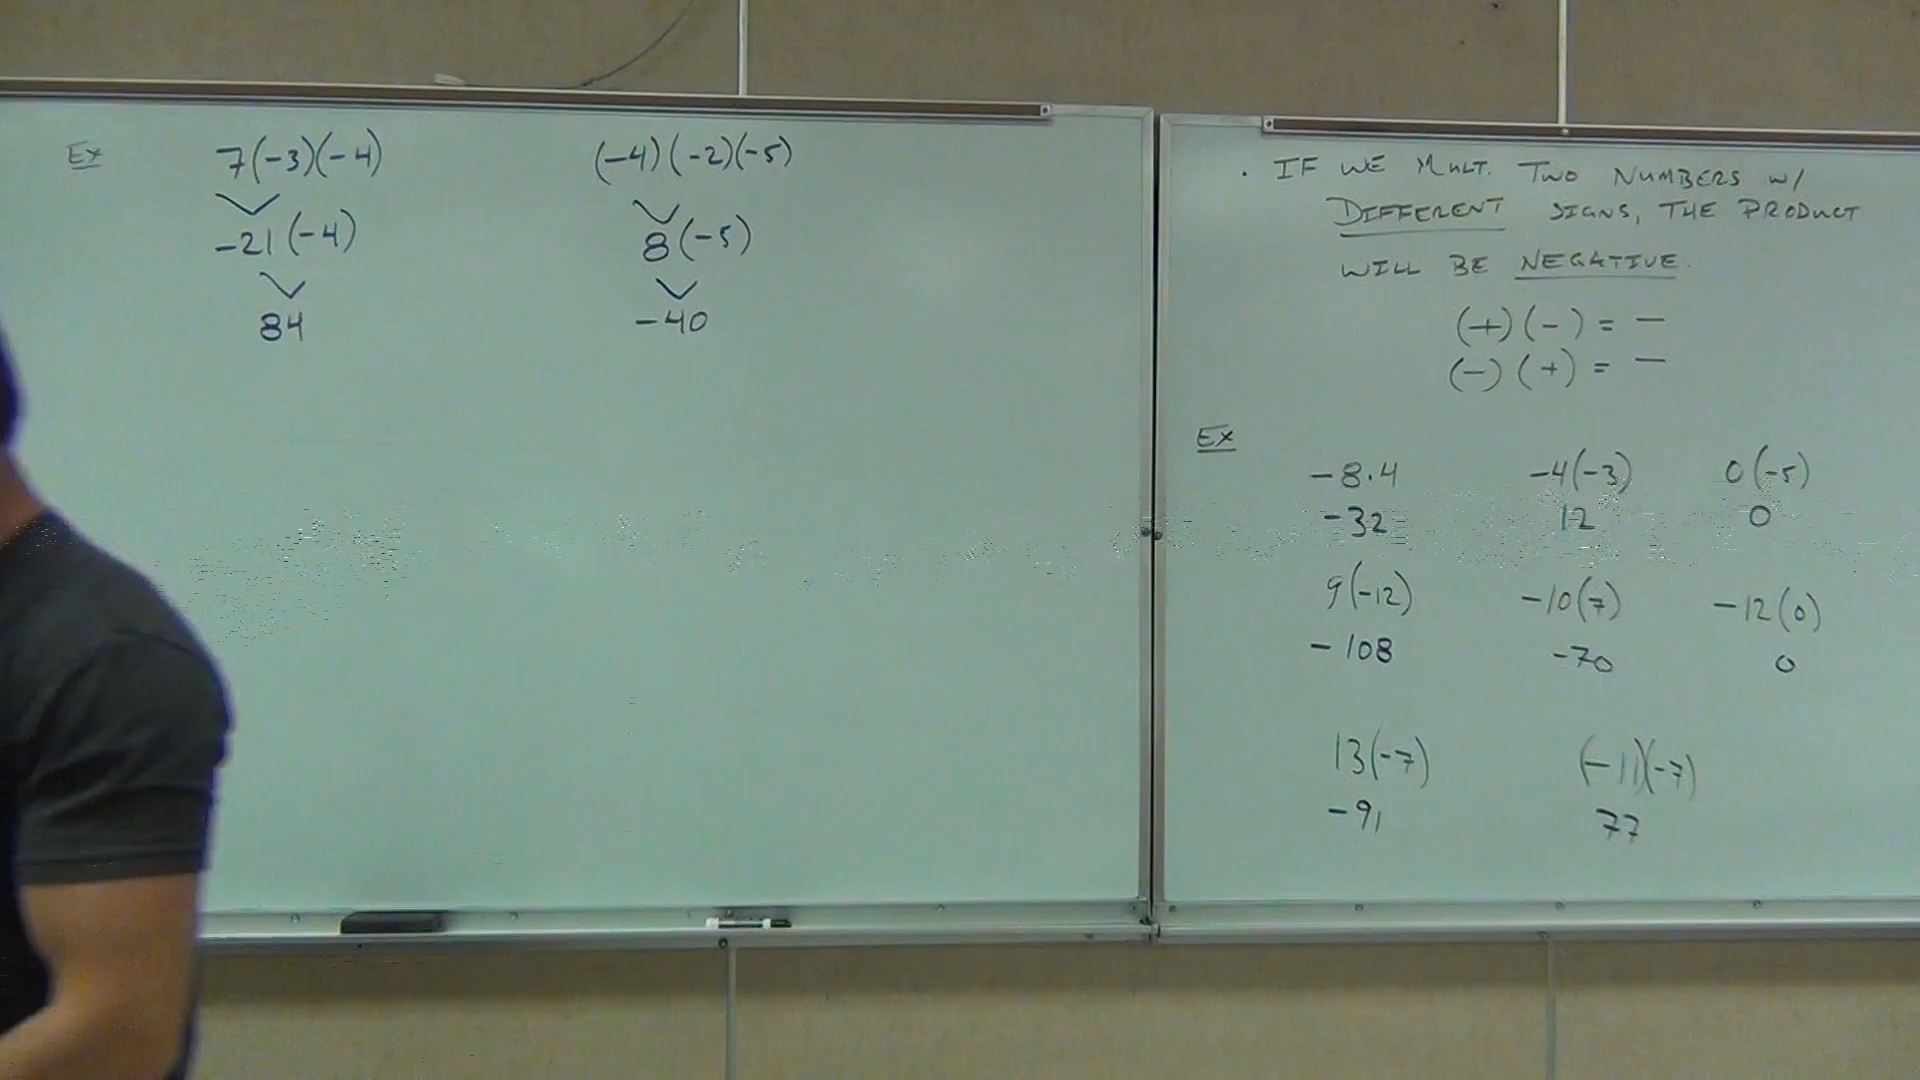 Ex 7(-3)(-4) (-4)(-2)(-5)
-21(-4) 8(-5)
84 -40
. IF WE MULT. TWO NUMBERS W/
DIFFERENT SIGNS, THE PRODUCT
WILL BE NEGATIVE.
(+)(-) = -
(-)(+) = -
Ex
-8.4 -4(-3) 0(-5)
-32 12 0
9(-12) -10(7) -12(0)
-108 -70 0
13(-7) (-11)(-7)
-91 77